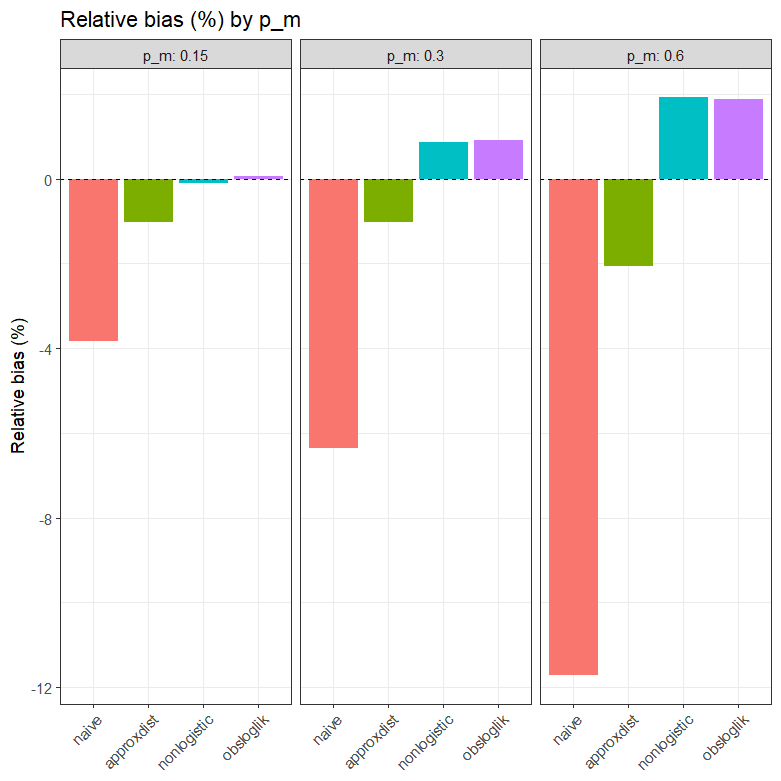 Relative bias (%) by p_m
p_m: 0.15
p_m: 0.3
p_m: 0.6
Relative bias (%)
0
-4
-8
-12
naive
approxdist
nonlogistic
obsloglik
naive
approxdist
nonlogistic
obsloglik
naive
approxdist
nonlogistic
obsloglik